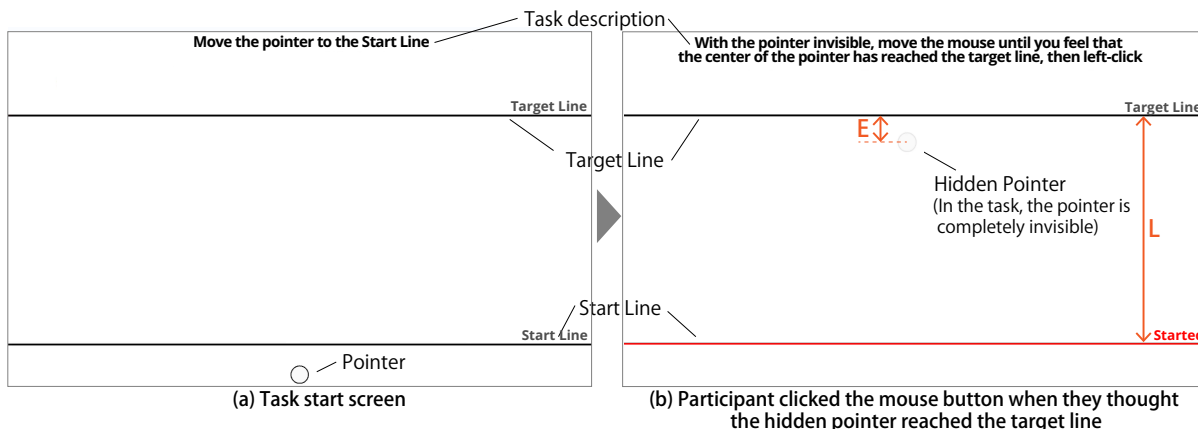 Task description
Move the pointer to the Start Line
Target Line
Target Line
Start Line
Start Line
Pointer
(a) Task start screen
With the pointer invisible, move the mouse until you feel that
the center of the pointer has reached the target line, then left-click
Target Line
E
Hidden Pointer
(In the task, the pointer is
completely invisible)
L
Started
(b) Participant clicked the mouse button when they thought
the hidden pointer reached the target line